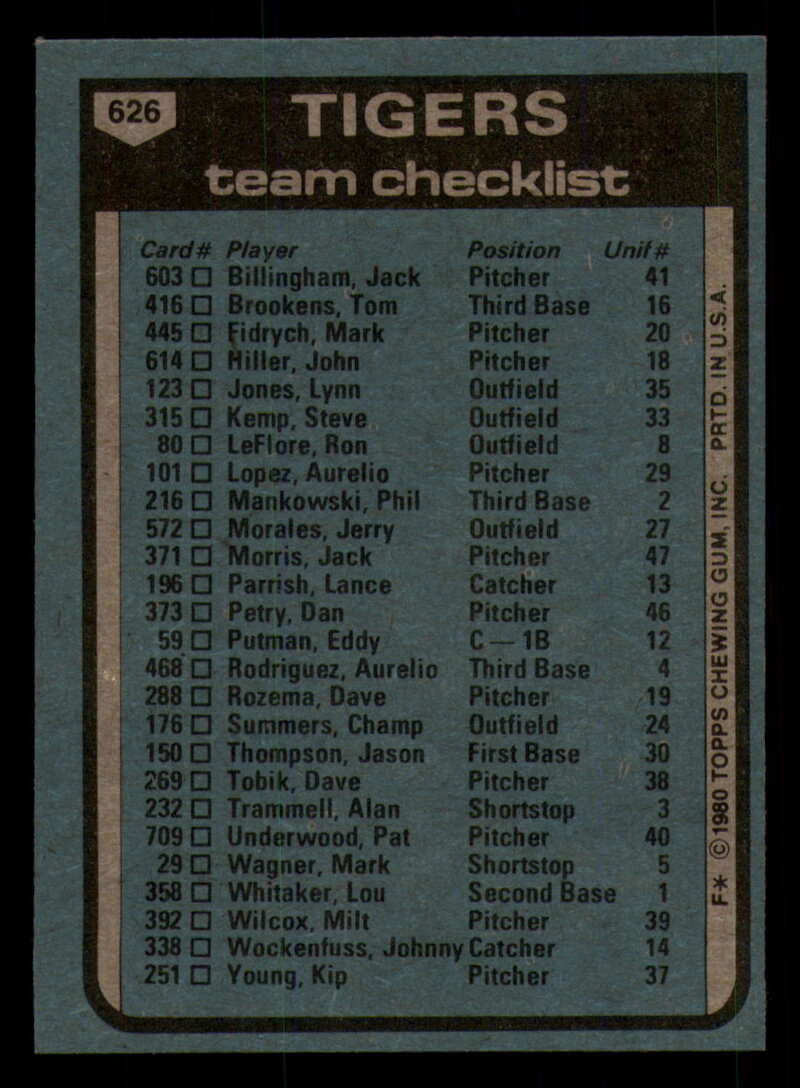 626
TIGERS
team checklist
Card# Player Position Unif#
603 □ Billingham, Jack Pitcher 41
416 □ Brookens, Tom Third Base 16
445 □ Fidrych, Mark Pitcher 20
614 □ Hiller, John Pitcher 18
123 □ Jones, Lynn Outfield 35
315 □ Kemp, Steve Outfield 33
80 □ LeFlore, Ron Outfield 8
101 □ Lopez, Aurelio Pitcher 29
216 □ Mankowski, Phil Third Base 2
572 □ Morales, Jerry Outfield 27
371 □ Morris, Jack Pitcher 47
196 □ Parrish, Lance Catcher 13
373 □ Petry, Dan Pitcher 46
59 □ Putman, Eddy C—1B 12
468 □ Rodriguez, Aurelio Third Base 4
288 □ Rozema, Dave Pitcher 19
176 □ Summers, Champ Outfield 24
150 □ Thompson, Jason First Base 30
269 □ Tobik, Dave Pitcher 38
232 □ Trammell, Alan Shortstop 3
709 □ Underwood, Pat Pitcher 40
29 □ Wagner, Mark Shortstop 5
358 □ Whitaker, Lou Second Base 1
392 □ Wilcox, Milt Pitcher 39
338 □ Wockenfuss, Johnny Catcher 14
251 □ Young, Kip Pitcher 37
F* ©1980 TOPPS CHEWING GUM, INC. PRTD. IN U.S.A.